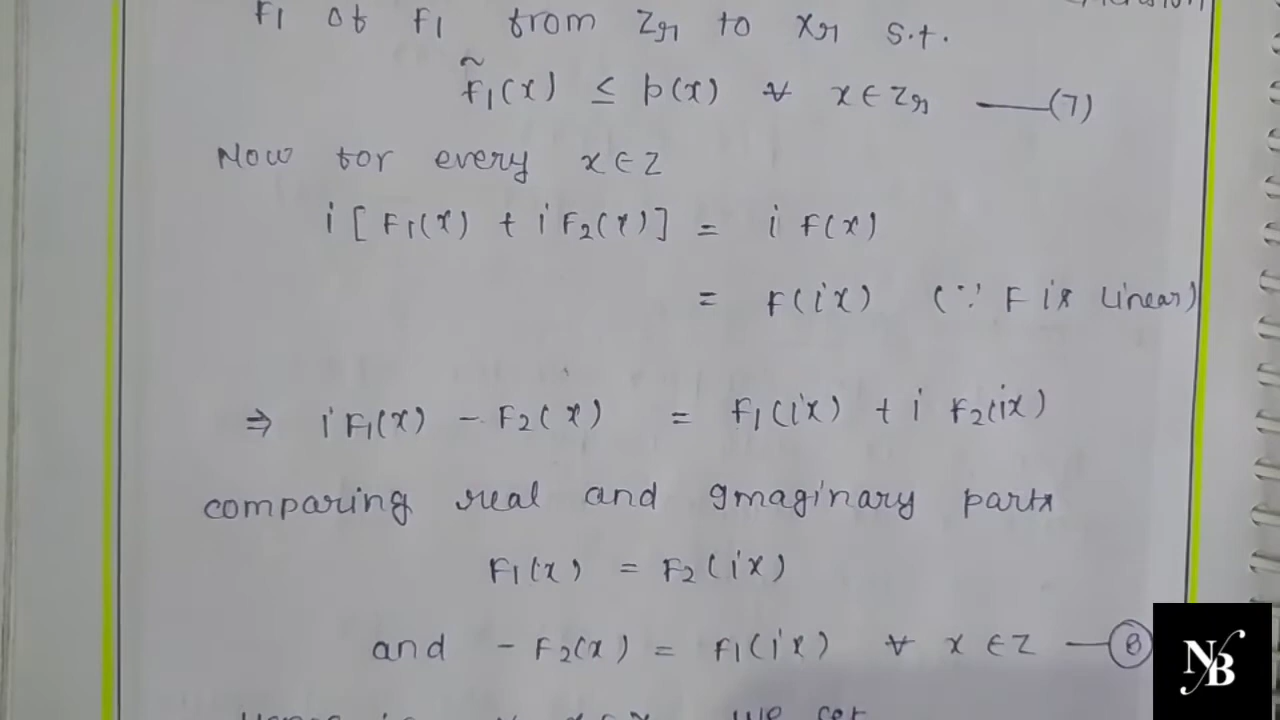 F1 of F1 from Zr to Xr s.t.
F̃1(x) ≤ p(x) ∀ x ∈ Zr —(7)
Now for every x ∈ Z
i [ F1(x) + i F2(x)] = i F(x)
= F(ix) (∵ F is Linear)
⇒ i F1(x) - F2(x) = F1(ix) + i F2(ix)
comparing real and Imaginary parts
F1(x) = F2(ix)
and - F2(x) = F1(ix) ∀ x ∈ Z —(8)
we get
NB